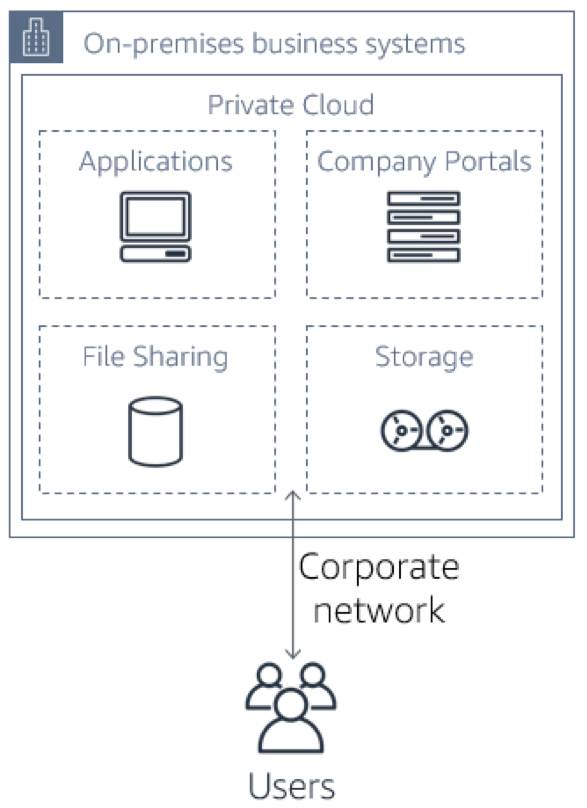 On-premises business systems
Private Cloud
Applications
Company Portals
File Sharing
Storage
Corporate
network
Users